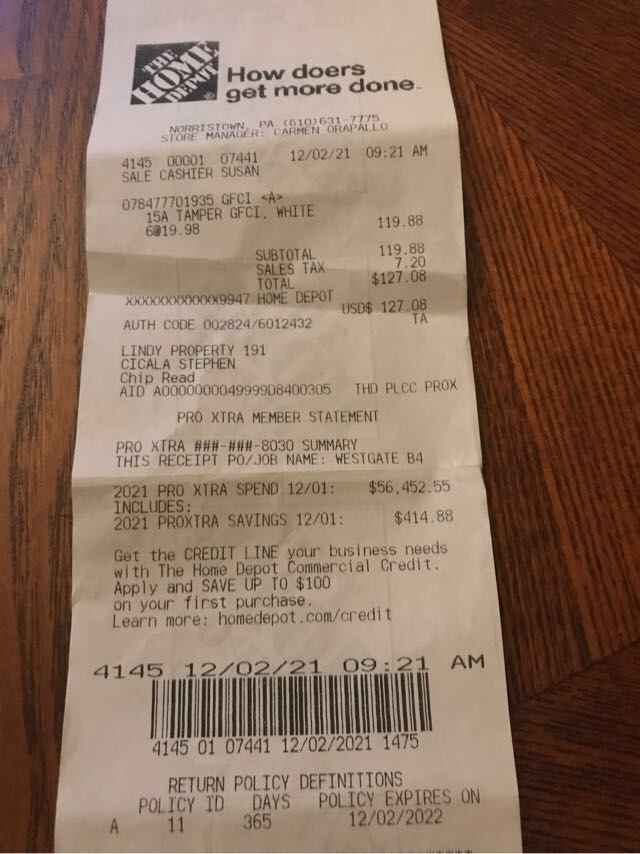 THE
HOME
DEPOT
®
How doers
get more done™
NORRISTOWN, PA (610)631-7775
STORE MANAGER: CARMEN ORAPALLO
4145 00001 07441 12/02/21 09:21 AM
SALE CASHIER SUSAN
078477701935 GFCI <A>
15A TAMPER GFCI, WHITE
6@19.98 119.88
SUBTOTAL 119.88
SALES TAX 7.20
TOTAL $127.08
XXXXXXXXXXXX9947 HOME DEPOT
USD$ 127.08
AUTH CODE 002824/6012432 TA
LINDY PROPERTY 191
CICALA STEPHEN
Chip Read
AID A0000000049999D8400305 THD PLCC PROX
PRO XTRA MEMBER STATEMENT
PRO XTRA ###-###-8030 SUMMARY
THIS RECEIPT PO/JOB NAME: WESTGATE B4
2021 PRO XTRA SPEND 12/01: $56,452.55
INCLUDES:
2021 PROXTRA SAVINGS 12/01: $414.88
Get the CREDIT LINE your business needs
with The Home Depot Commercial Credit.
Apply and SAVE UP TO $100
on your first purchase.
Learn more: homedepot.com/credit
4145 12/02/21 09:21 AM
4145 01 07441 12/02/2021 1475
RETURN POLICY DEFINITIONS
POLICY ID DAYS POLICY EXPIRES ON
A 11 365 12/02/2022